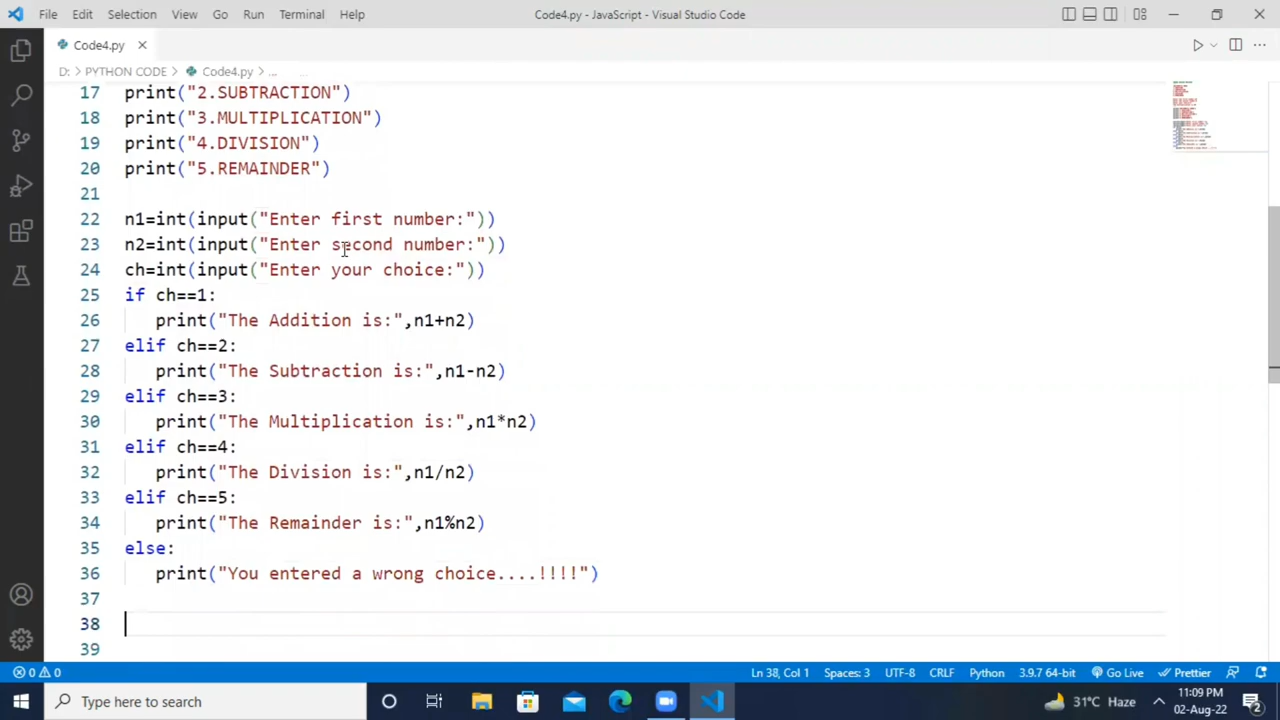 File Edit Selection View Go Run Terminal Help Code4.py - JavaScript - Visual Studio Code
Code4.py
D: > PYTHON CODE > Code4.py > ...
17 print("2.SUBTRACTION")
18 print("3.MULTIPLICATION")
19 print("4.DIVISION")
20 print("5.REMAINDER")
21
22 n1=int(input("Enter first number:"))
23 n2=int(input("Enter second number:"))
24 ch=int(input("Enter your choice:"))
25 if ch==1:
26 print("The Addition is:",n1+n2)
27 elif ch==2:
28 print("The Subtraction is:",n1-n2)
29 elif ch==3:
30 print("The Multiplication is:",n1*n2)
31 elif ch==4:
32 print("The Division is:",n1/n2)
33 elif ch==5:
34 print("The Remainder is:",n1%n2)
35 else:
36 print("You entered a wrong choice....!!!!")
37
38
39
0 0 Ln 38, Col 1 Spaces: 3 UTF-8 CRLF Python 3.9.7 64-bit Go Live Prettier
Type here to search 31°C Haze 11:09 PM
02-Aug-22 2